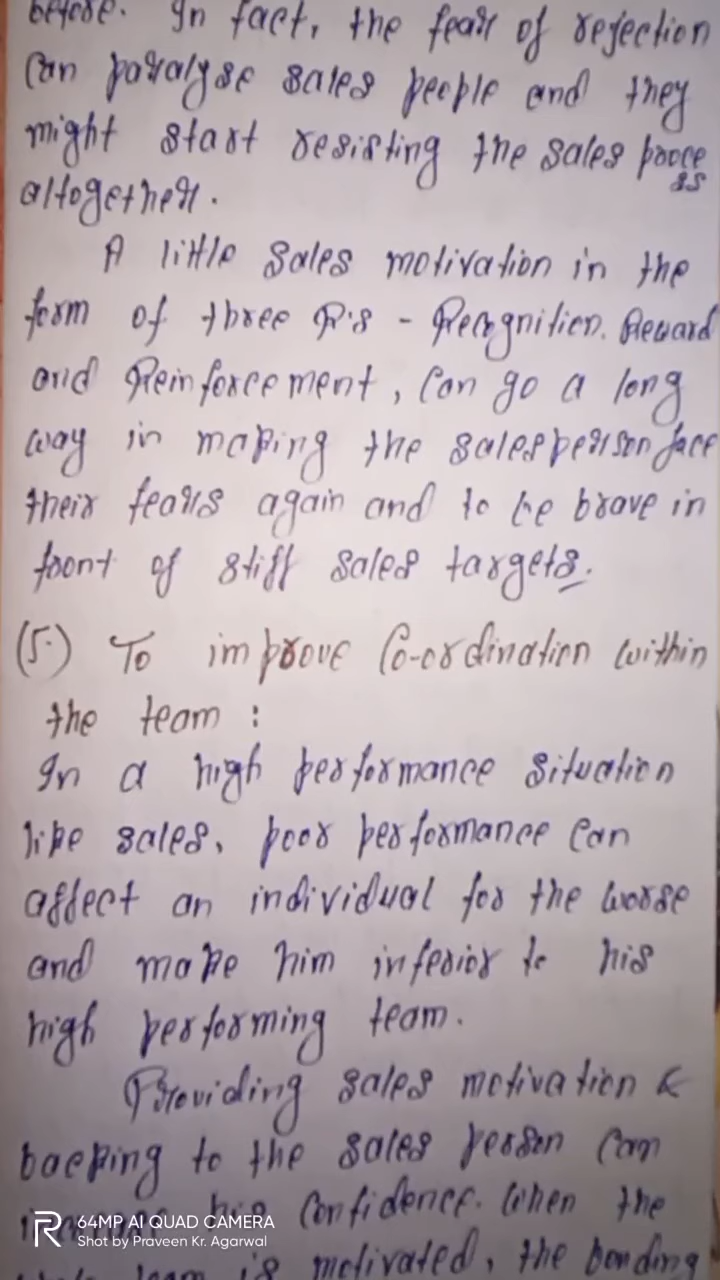 before. In fact, the fear of rejection
can paralyse sales people and they
might start resisting the sales proce
ss
altogether.
A little sales motivation in the
form of three R's - Recognition. Reward
and Reinforcement, can go a long
way in making the salesperson face
their fears again and to be brave in
front of stiff sales targets.
(5.) To improve Co-ordination within
the team :
In a high performance situation
like sales, poor performance can
affect an individual for the worse
and make him inferior to his
high performing team.
Providing sales motivation &
backing to the sales person can
his confidence. When the
team is motivated, the bonding
64MP AI QUAD CAMERA
Shot by Praveen Kr. Agarwal